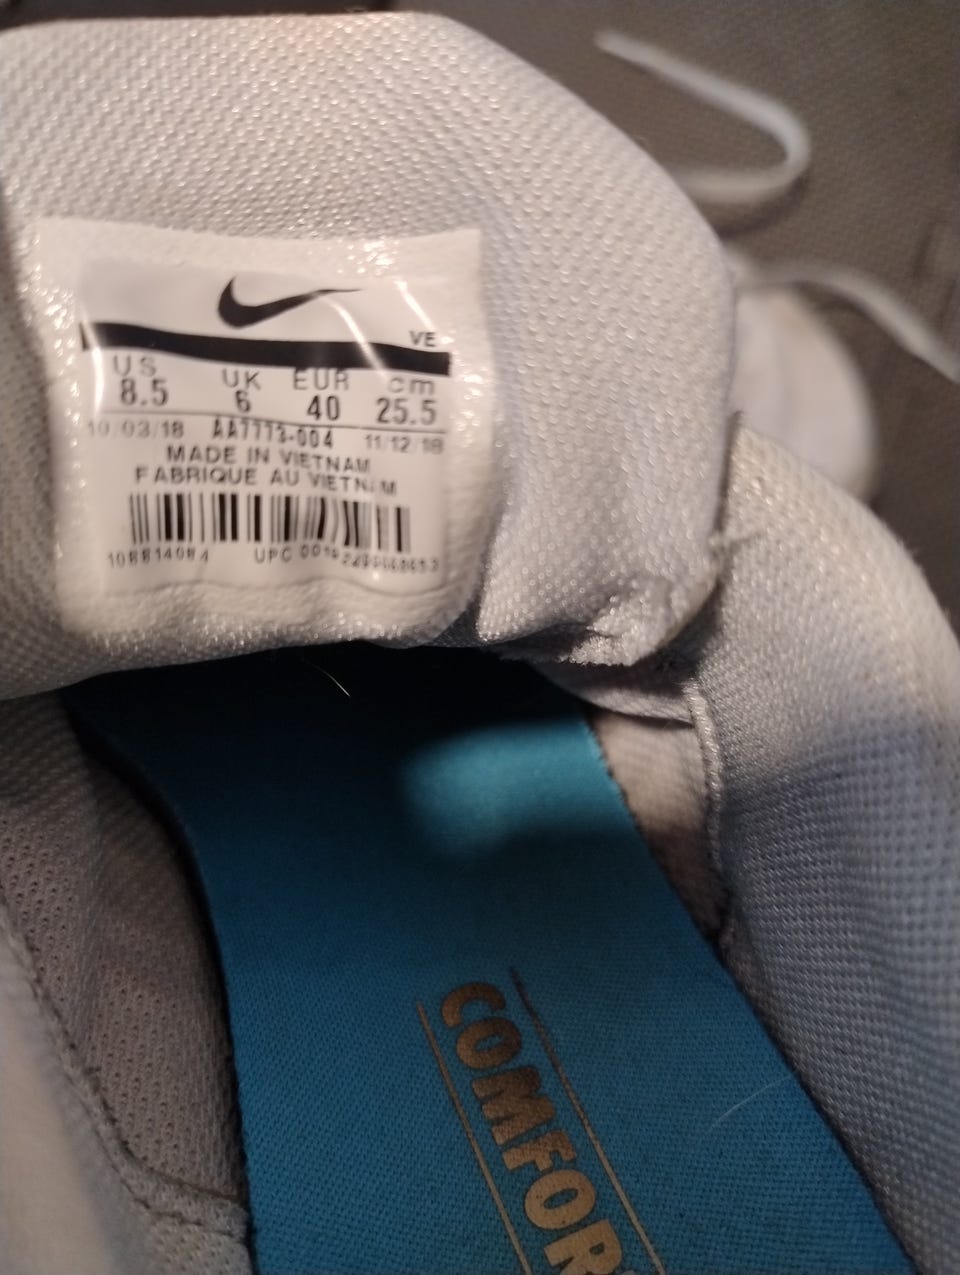 VE
US UK EUR cm
8.5 6 40 25.5
10/03/18 AA7773-004 11/12/18
MADE IN VIETNAM
FABRIQUE AU VIETNAM
UPC
COMFOR